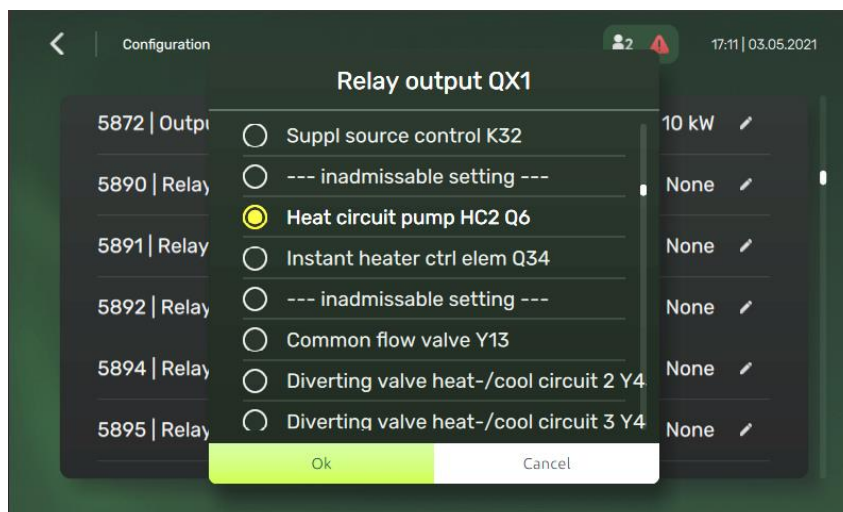 Configuration
2
17:11 | 03.05.2021
Relay output QX1
5872 | Outpu
10 kW
Suppl source control K32
--- inadmissable setting ---
5890 | Relay
None
Heat circuit pump HC2 Q6
5891 | Relay
None
Instant heater ctrl elem Q34
--- inadmissable setting ---
5892 | Relay
None
Common flow valve Y13
5894 | Relay
None
Diverting valve heat-/cool circuit 2 Y4
Diverting valve heat-/cool circuit 3 Y4
5895 | Relay
None
Ok
Cancel